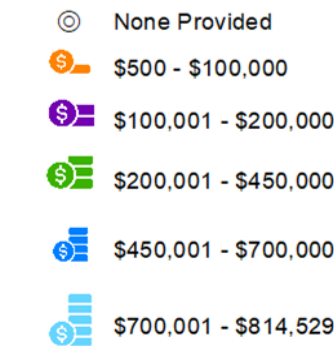 None Provided
$ $500 - $100,000
$ $100,001 - $200,000
$ $200,001 - $450,000
$ $450,001 - $700,000
$ $700,001 - $814,529